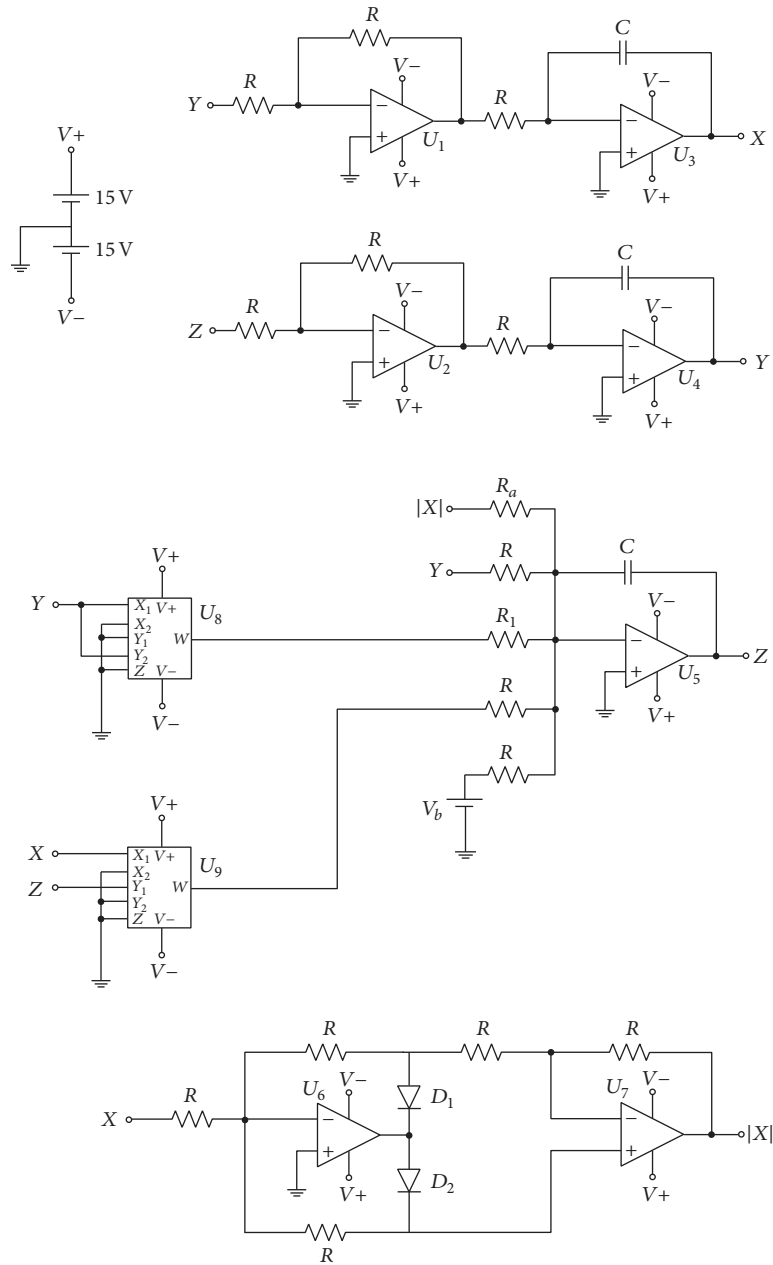 R
C
Y
R
V−
−
+
U1
V+
R
V−
−
+
U3
V+
X
V+
15 V
15 V
V−
R
C
Z
R
V−
−
+
U2
V+
R
V−
−
+
U4
V+
Y
|X|
Ra
Y
R
C
V+
Y
X1 V+
X2
Y1
Y2
Z V−
W
U8
V−
R1
V−
−
+
U5
V+
Z
R
R
Vb
V+
X
Z
X1 V+
X2
Y1
Y2
Z V−
W
U9
V−
R
R
R
X
R
U6
V−
−
+
V+
D1
D2
R
U7
V−
−
+
V+
|X|